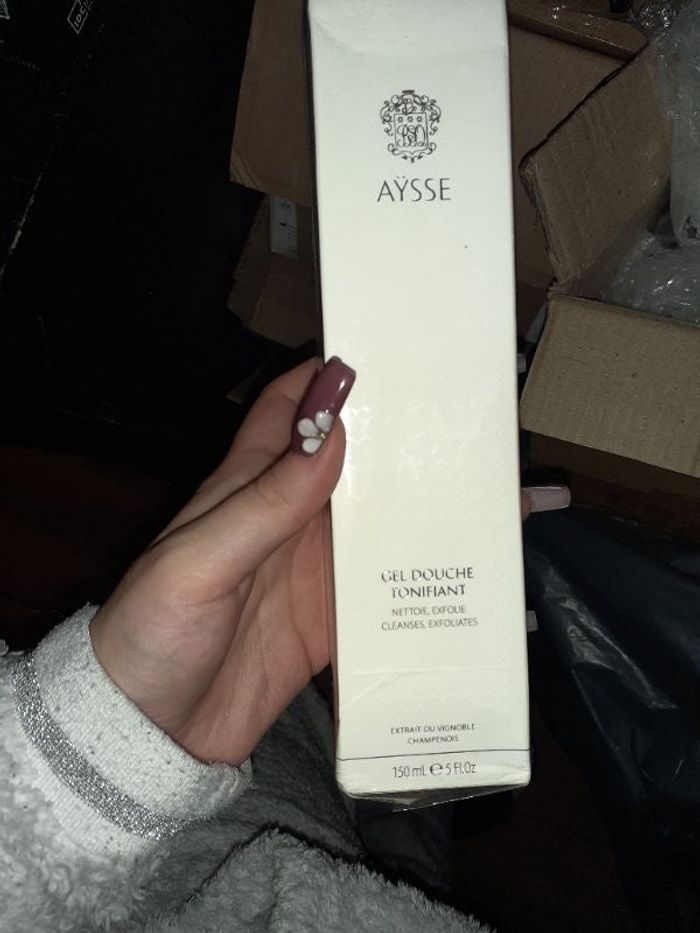 AŸSSE
GEL DOUCHE
TONIFIANT
NETTOIE, EXFOLIE
CLEANSES, EXFOLIATES
EXTRAIT DU VIGNOBLE
CHAMPENOIS
150 mL ℮ 5 Fl.Oz